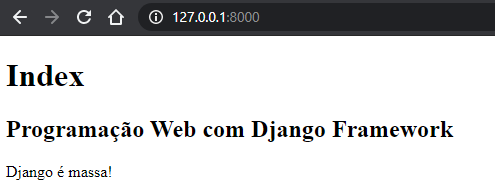 127.0.0.1:8000
Index
Programação Web com Django Framework
Django é massa!